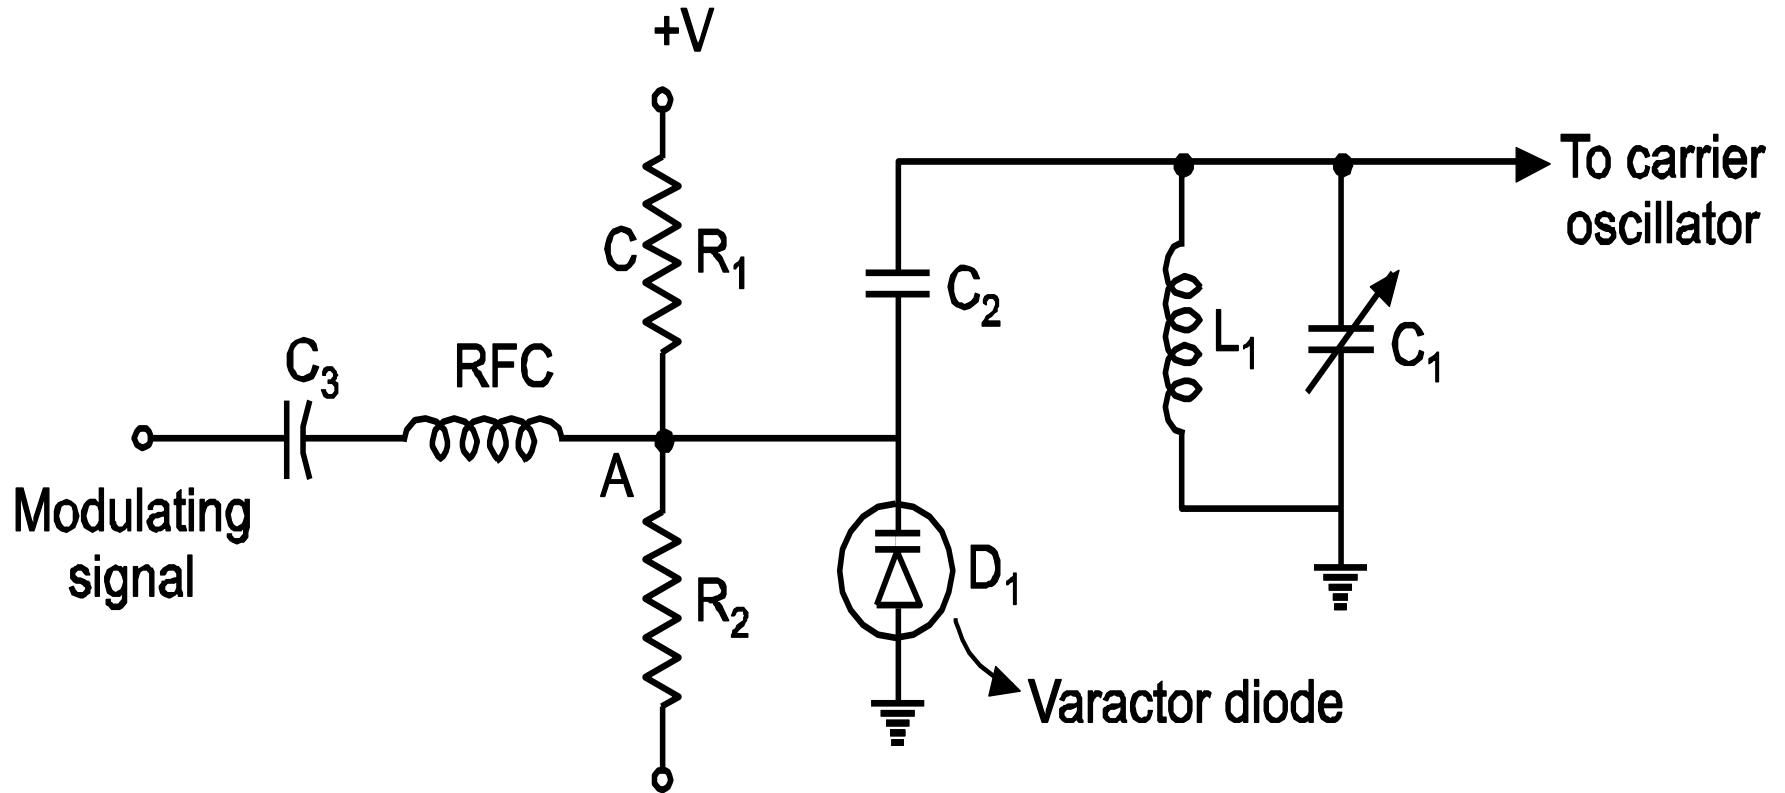 +V
To carrier
oscillator
C R1
C2
L1
C1
C3
RFC
A
Modulating
signal
D1
R2
Varactor diode